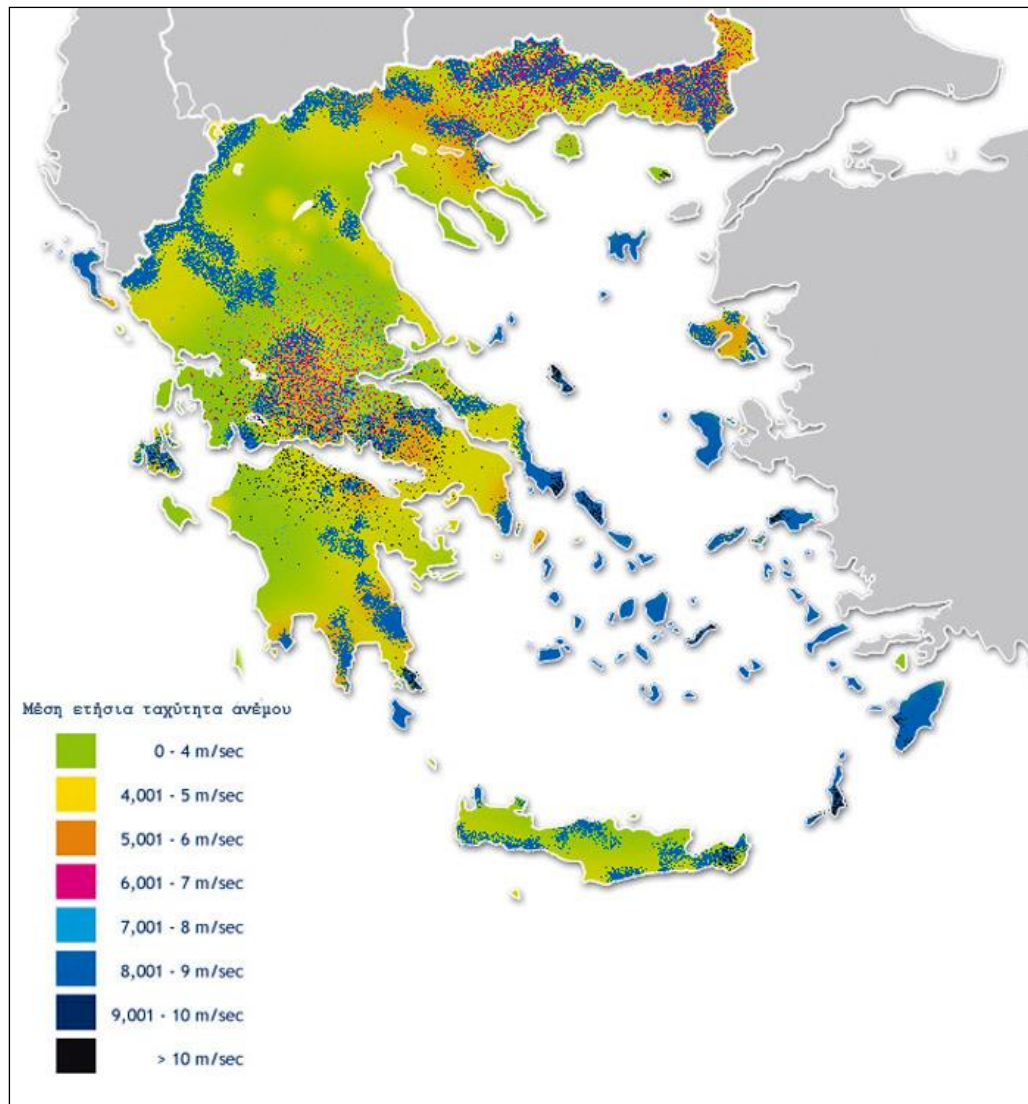 Μέση ετήσια ταχύτητα ανέμου
0 - 4 m/sec
4,001 - 5 m/sec
5,001 - 6 m/sec
6,001 - 7 m/sec
7,001 - 8 m/sec
8,001 - 9 m/sec
9,001 - 10 m/sec
> 10 m/sec